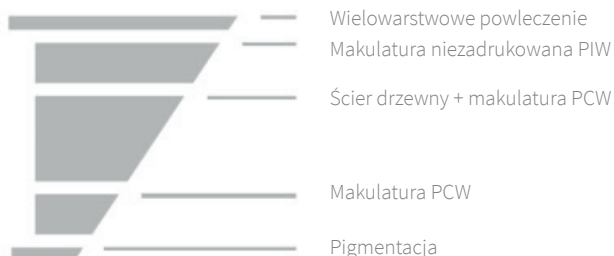 Wielowarstwowe powleczenie
Makulatura niezadrukowana PIW
Ścier drzewny + makulatura PCW
Makulatura PCW
Pigmentacja